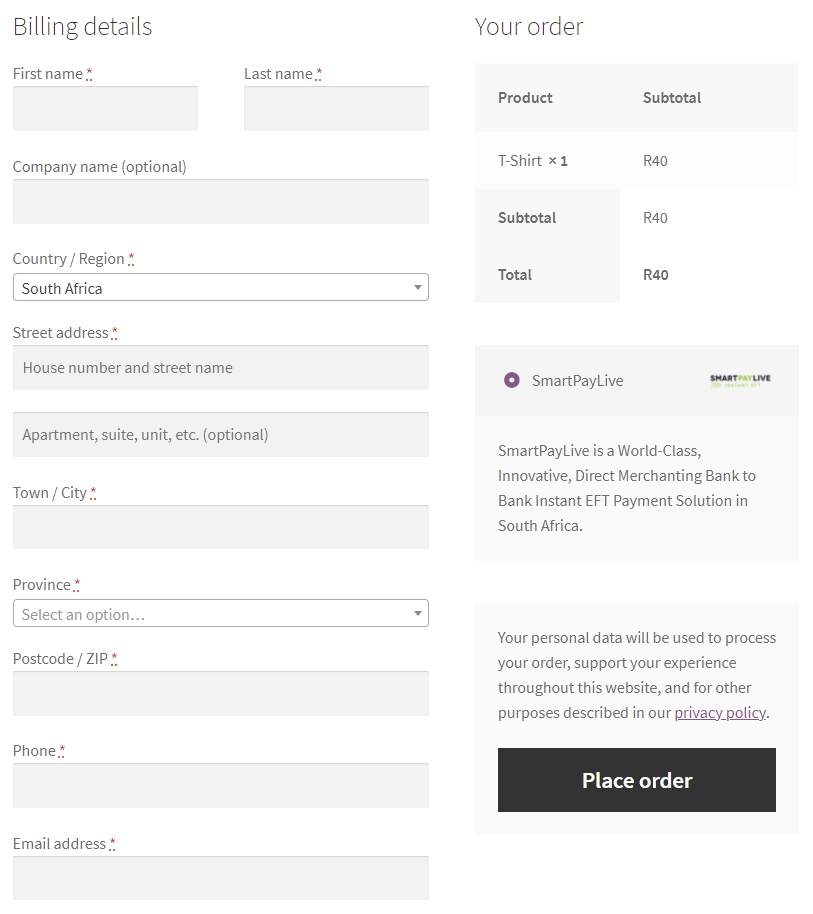 Billing details
First name *
Last name *
Company name (optional)
Country / Region *
South Africa
Street address *
House number and street name
Apartment, suite, unit, etc. (optional)
Town / City *
Province *
Select an option…
Postcode / ZIP *
Phone *
Email address *
Your order
Product Subtotal
T-Shirt × 1 R40
Subtotal R40
Total R40
SmartPayLive
SMARTPAYLIVE
INSTANT EFT
SmartPayLive is a World-Class,
Innovative, Direct Merchanting Bank to
Bank Instant EFT Payment Solution in
South Africa.
Your personal data will be used to process
your order, support your experience
throughout this website, and for other
purposes described in our privacy policy.
Place order